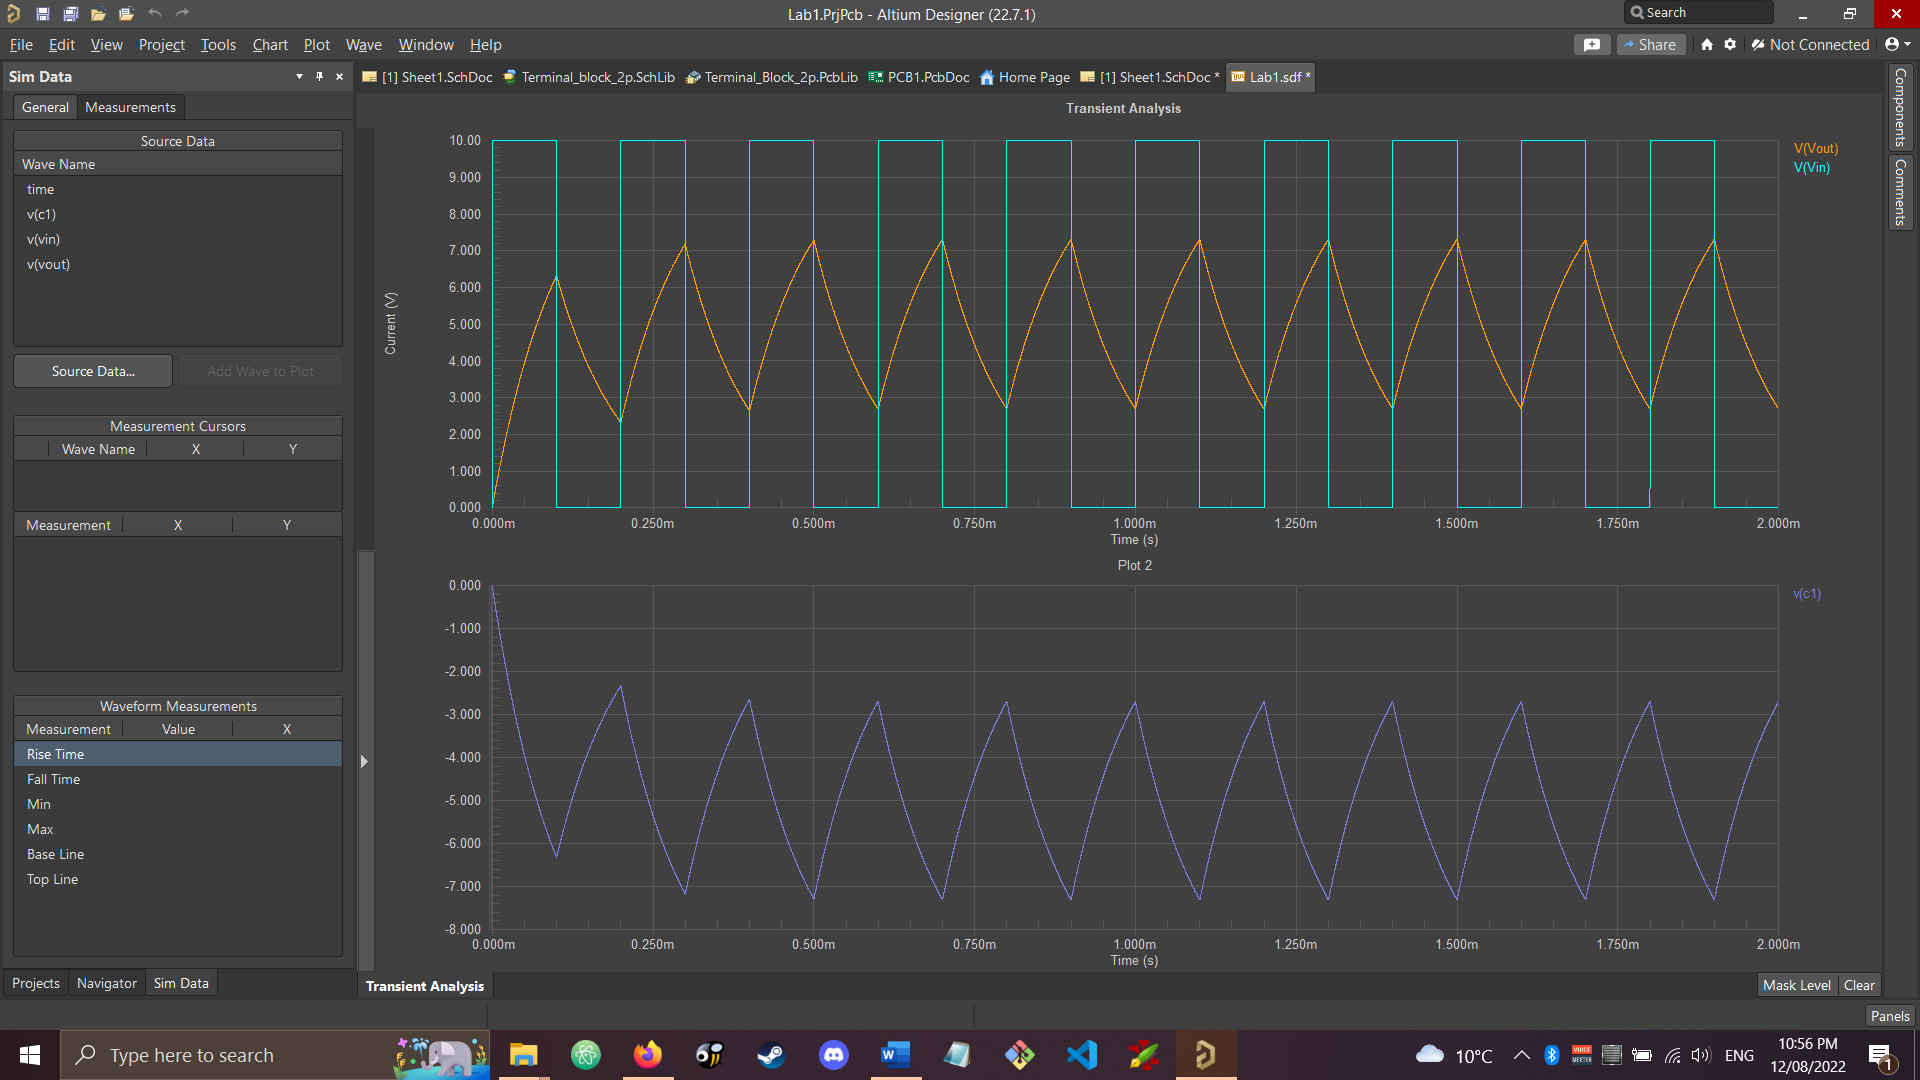 Lab1.PrjPcb - Altium Designer (22.7.1)
Search
File Edit View Project Tools Chart Plot Wave Window Help
Share
Not Connected
Sim Data
[1] Sheet1.SchDoc Terminal_block_2p.SchLib Terminal_Block_2p.PcbLib PCB1.PcbDoc Home Page [1] Sheet1.SchDoc * Lab1.sdf *
General Measurements
Source Data
Wave Name
time
v(c1)
v(vin)
v(vout)
Source Data... Add Wave to Plot
Measurement Cursors
Wave Name X Y
Measurement X Y
Waveform Measurements
Measurement Value X
Rise Time
Fall Time
Min
Max
Base Line
Top Line
Projects Navigator Sim Data
Transient Analysis
10.00
9.000
8.000
7.000
6.000
5.000
4.000
3.000
2.000
1.000
0.000
Current (V)
0.000m 0.250m 0.500m 0.750m 1.000m 1.250m 1.500m 1.750m 2.000m
Time (s)
V(Vout)
V(Vin)
Plot 2
0.000
-1.000
-2.000
-3.000
-4.000
-5.000
-6.000
-7.000
-8.000
0.000m 0.250m 0.500m 0.750m 1.000m 1.250m 1.500m 1.750m 2.000m
Time (s)
v(c1)
Transient Analysis
Mask Level Clear
Components
Comments
Panels
Type here to search
W
VOICE
MEETER
10°C
ENG
10:56 PM
12/08/2022
1